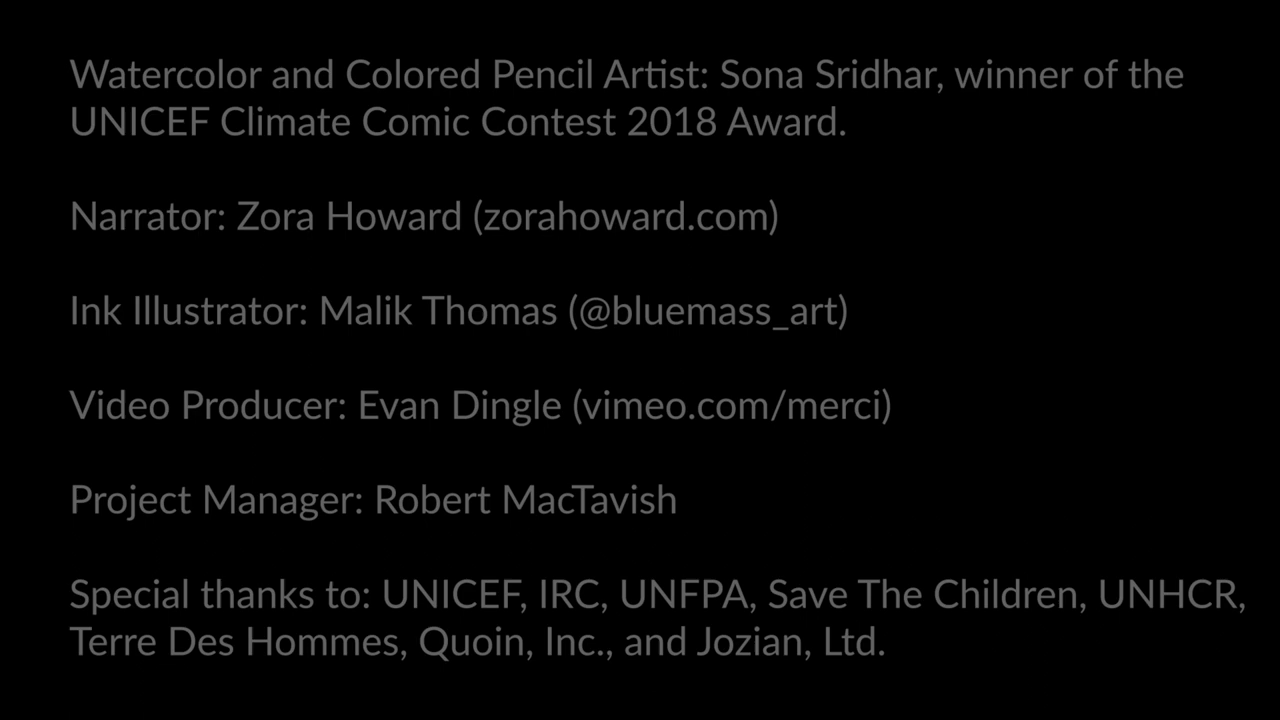 Watercolor and Colored Pencil Artist: Sona Sridhar, winner of the
UNICEF Climate Comic Contest 2018 Award.
Narrator: Zora Howard (zorahoward.com)
Ink Illustrator: Malik Thomas (@bluemass_art)
Video Producer: Evan Dingle (vimeo.com/merci)
Project Manager: Robert MacTavish
Special thanks to: UNICEF, IRC, UNFPA, Save The Children, UNHCR,
Terre Des Hommes, Quoin, Inc., and Jozian, Ltd.